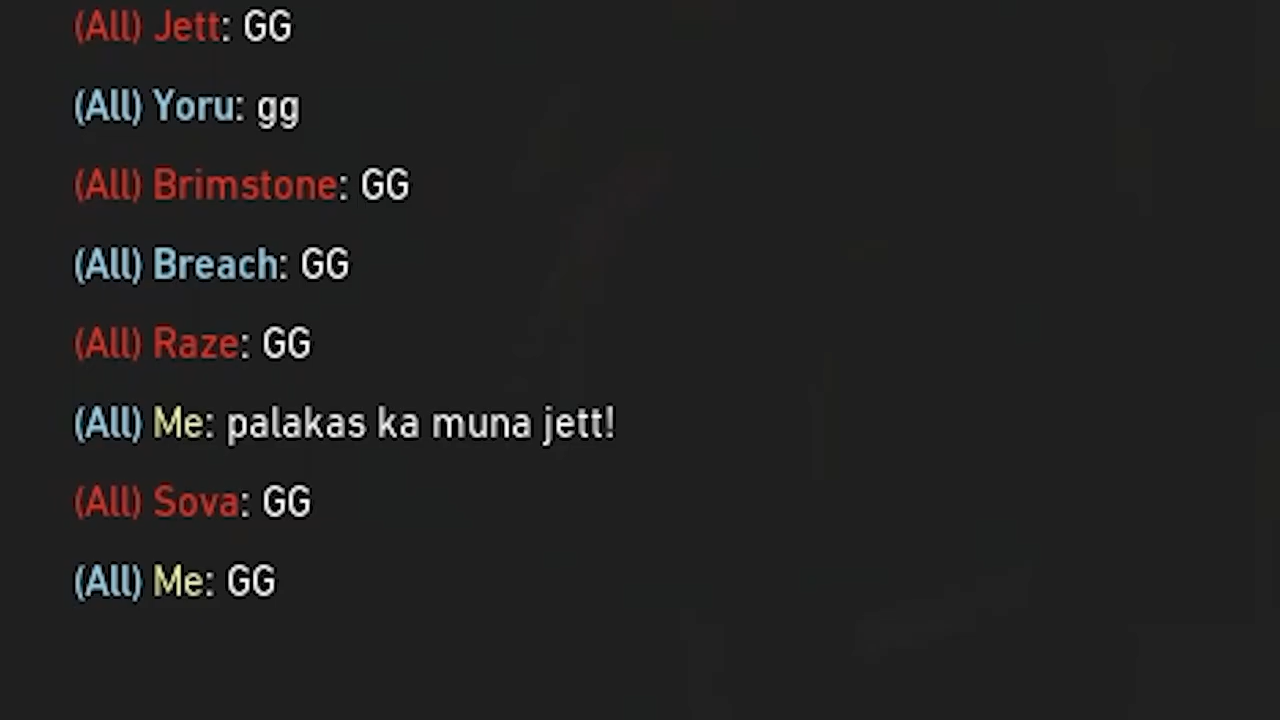 (All) Jett: GG
(All) Yoru: gg
(All) Brimstone: GG
(All) Breach: GG
(All) Raze: GG
(All) Me: palakas ka muna jett!
(All) Sova: GG
(All) Me: GG